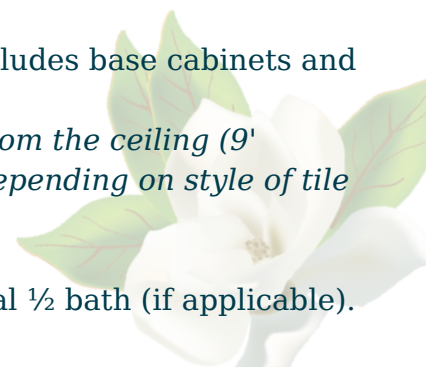 ludes base cabinets and
om the ceiling (9'
epending on style of tile
al ½ bath (if applicable).